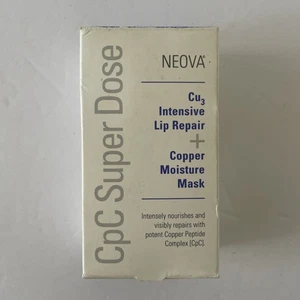 CpC Super Dose
NEOVA®
Cu3
Intensive
Lip Repair
+
Copper
Moisture
Mask
Intensely nourishes and
visibly repairs with
potent Copper Peptide
Complex [CpC].